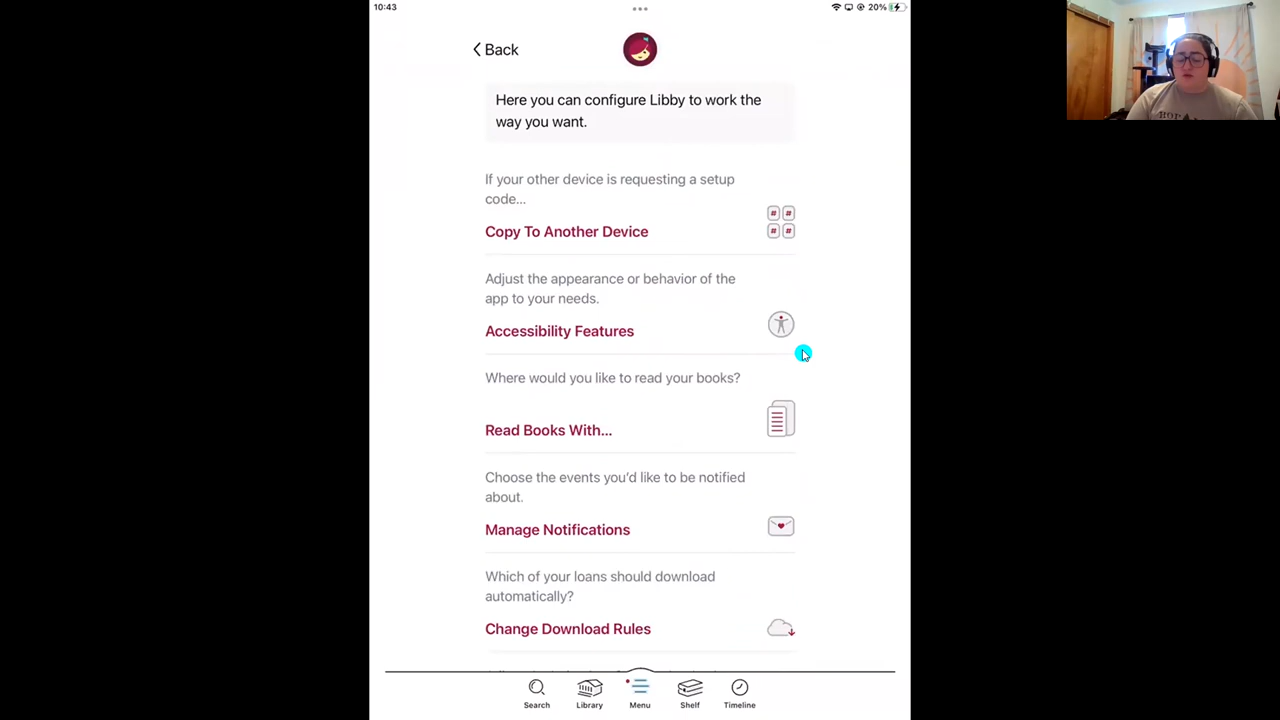 10:43
20%
Back
Here you can configure Libby to work the
way you want.
If your other device is requesting a setup
code...
Copy To Another Device
Adjust the appearance or behavior of the
app to your needs.
Accessibility Features
Where would you like to read your books?
Read Books With...
Choose the events you'd like to be notified
about.
Manage Notifications
Which of your loans should download
automatically?
Change Download Rules
Search
Library
Menu
Shelf
Timeline